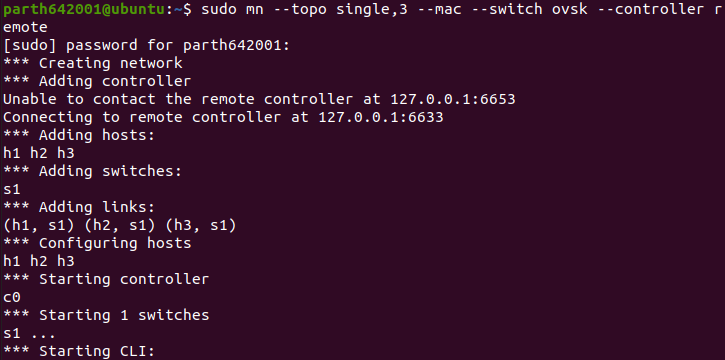 parth642001@ubuntu:~$ sudo mn --topo single,3 --mac --switch ovsk --controller r
emote
[sudo] password for parth642001:
*** Creating network
*** Adding controller
Unable to contact the remote controller at 127.0.0.1:6653
Connecting to remote controller at 127.0.0.1:6633
*** Adding hosts:
h1 h2 h3
*** Adding switches:
s1
*** Adding links:
(h1, s1) (h2, s1) (h3, s1)
*** Configuring hosts
h1 h2 h3
*** Starting controller
c0
*** Starting 1 switches
s1 ...
*** Starting CLI: